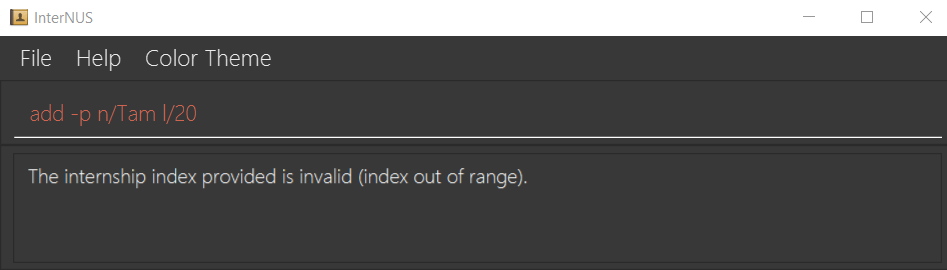 InterNUS
File Help Color Theme
add -p n/Tam l/20
The internship index provided is invalid (index out of range).